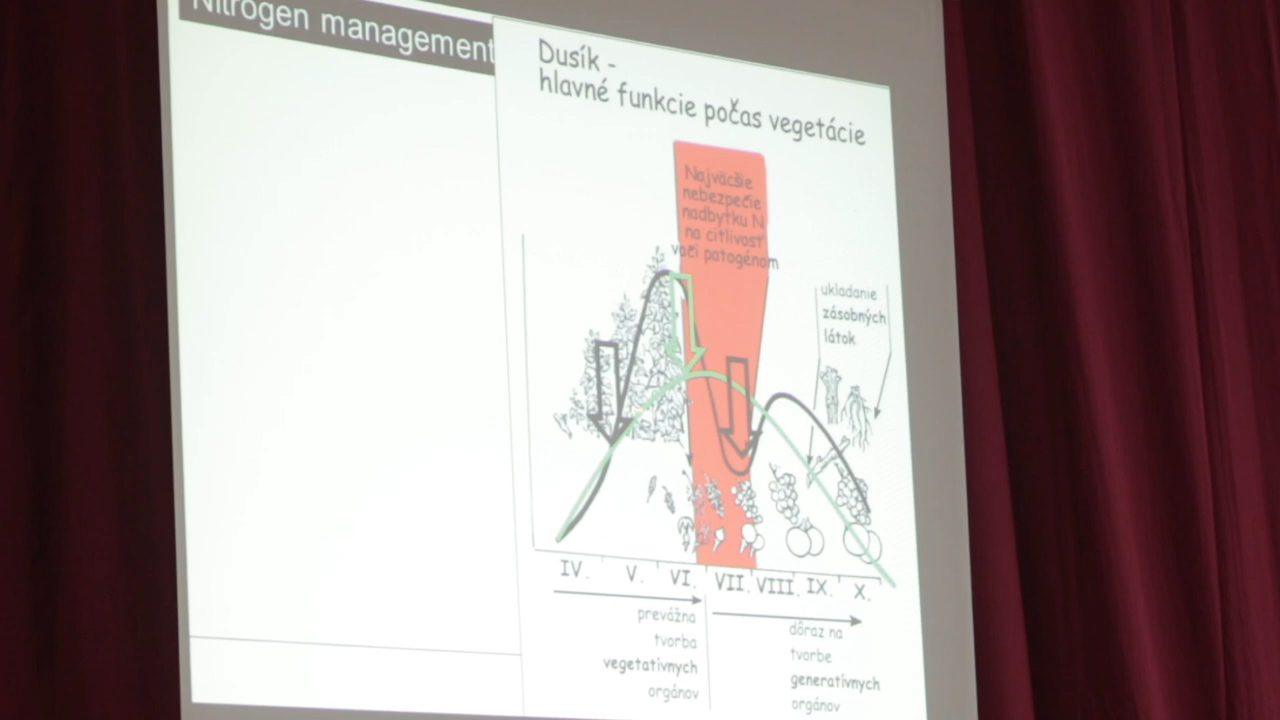 Nitrogen management
Dusík -
hlavné funkcie počas vegetácie
Najväčšie
nebezpečie
nadbytku N
na citlivosť
voči patogénom
ukladanie
zásobných
látok
IV. V. VI. VII. VIII. IX. X.
prevážna
tvorba
vegetatívnych
orgánov
dôraz na
tvorbe
generatívnych
orgánov